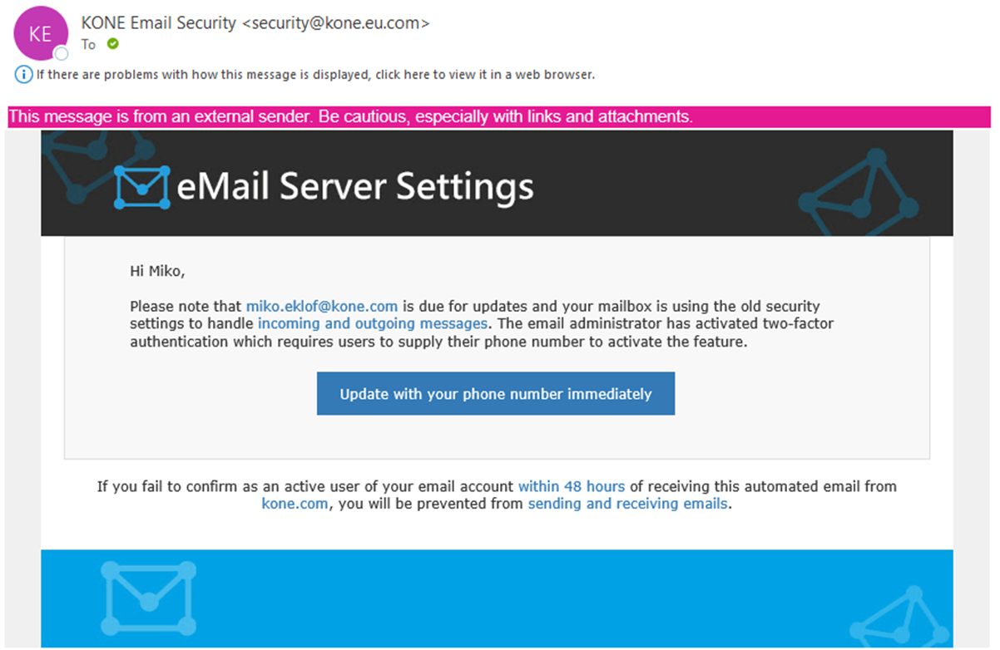 KE
KONE Email Security <security@kone.eu.com>
To
If there are problems with how this message is displayed, click here to view it in a web browser.
This message is from an external sender. Be cautious, especially with links and attachments.
eMail Server Settings
Hi Miko,
Please note that miko.eklof@kone.com is due for updates and your mailbox is using the old security
settings to handle incoming and outgoing messages. The email administrator has activated two-factor
authentication which requires users to supply their phone number to activate the feature.
Update with your phone number immediately
If you fail to confirm as an active user of your email account within 48 hours of receiving this automated email from
kone.com, you will be prevented from sending and receiving emails.